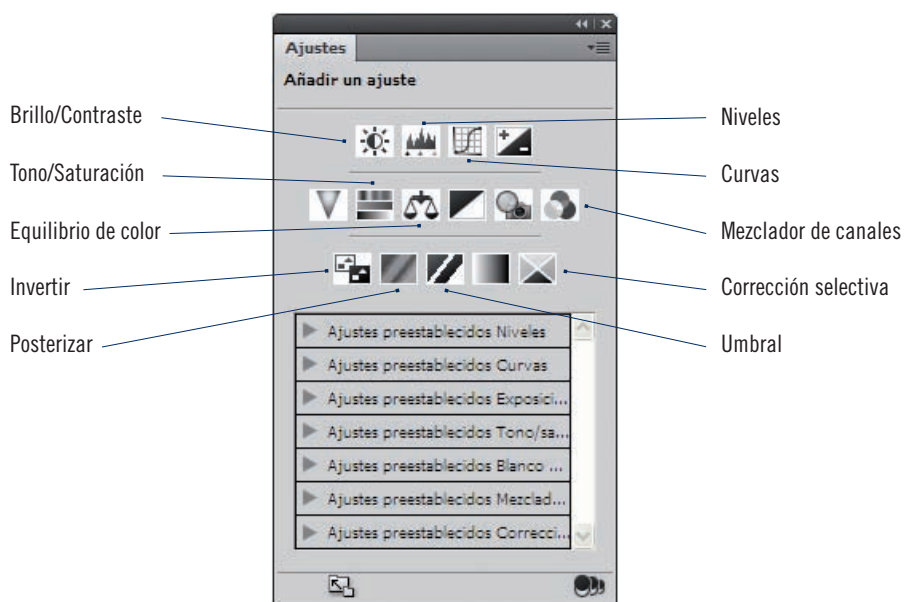 Ajustes
Añadir un ajuste
Brillo/Contraste
Niveles
Tono/Saturación
Curvas
Equilibrio de color
Mezclador de canales
Invertir
Corrección selectiva
Posterizar
Umbral
Ajustes preestablecidos Niveles
Ajustes preestablecidos Curvas
Ajustes preestablecidos Exposici...
Ajustes preestablecidos Tono/sa...
Ajustes preestablecidos Blanco ...
Ajustes preestablecidos Mezclad...
Ajustes preestablecidos Correcci...